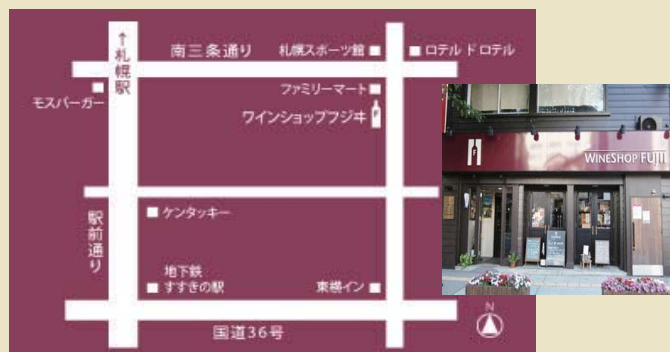 ↑札幌駅
南三条通り
札幌スポーツ館
ロテル ド ロテル
モスバーガー
ファミリーマート
ワインショップフジヰ
F
WINESHOP FUJII
駅前通り
ケンタッキー
地下鉄
すすきの駅
東横イン
国道36号
N